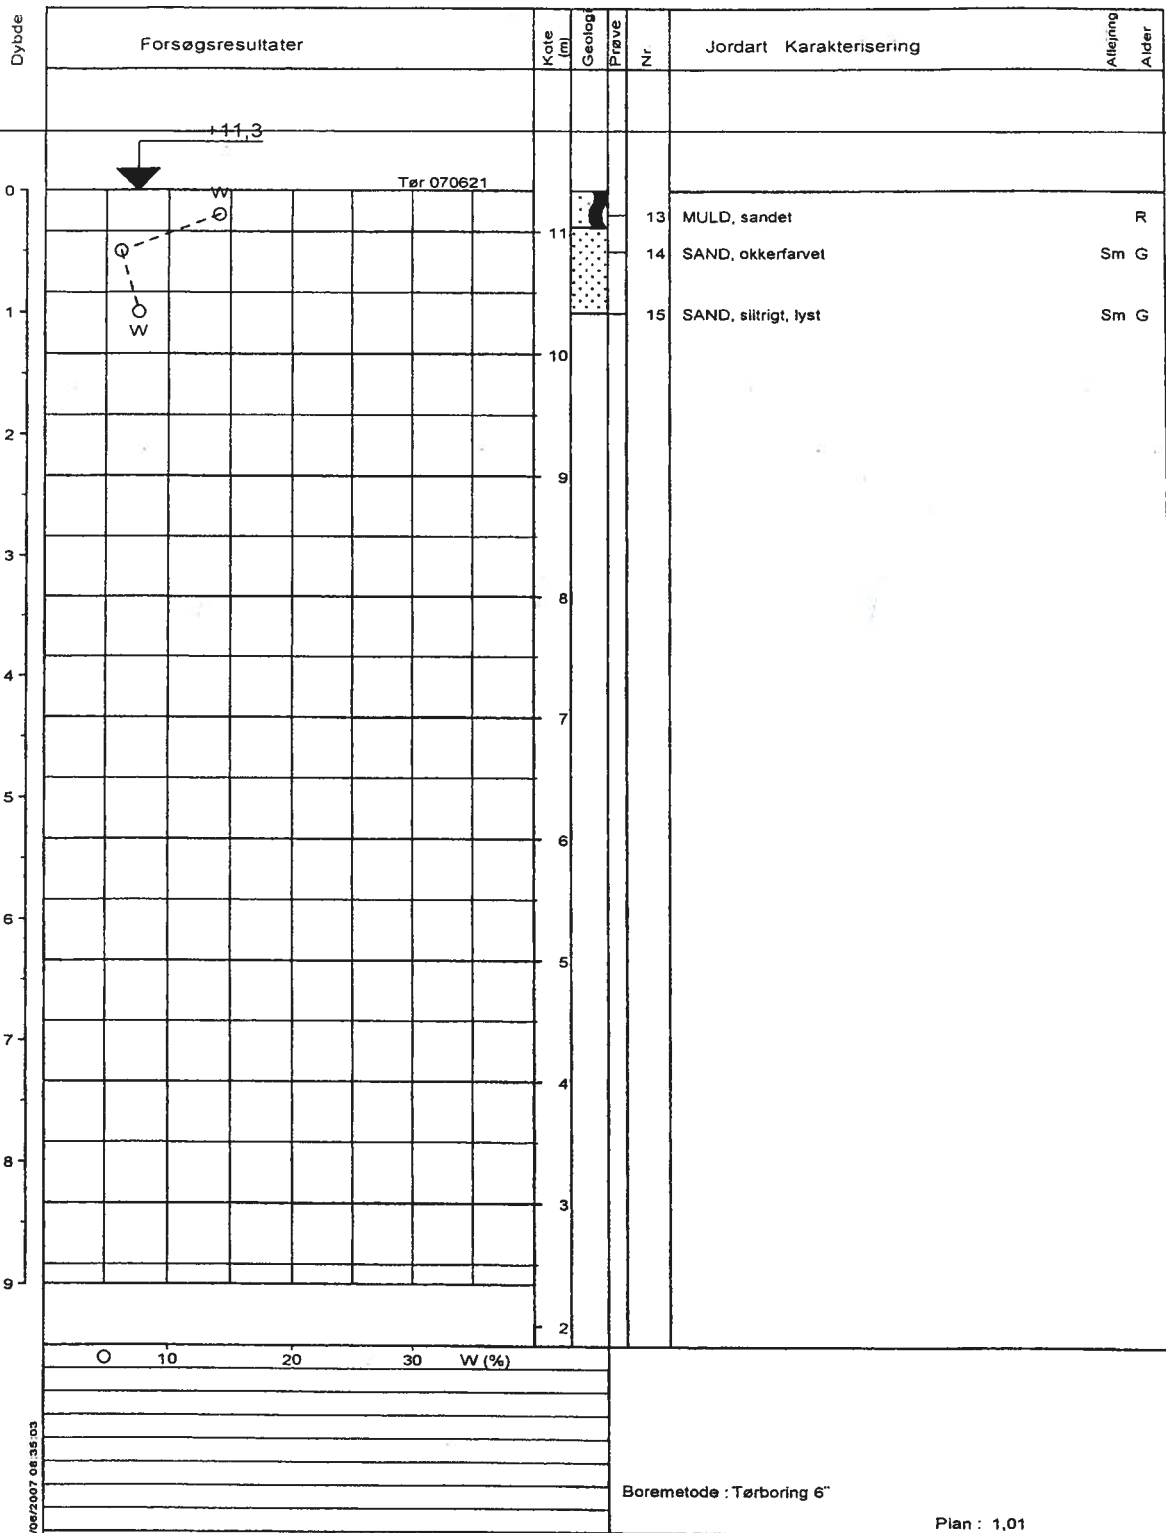 Dybde
Forsøgsresultater
Kote (m)
Geologi
Prøve
Nr.
Jordart Karakterisering
Aflejring
Alder
+11,3
Tør 070621
W
W
0
1
2
3
4
5
6
7
8
9
11
10
9
8
7
6
5
4
3
2
13 MULD, sandet R
14 SAND, okkerfarvet Sm G
15 SAND, siltrigt, lyst Sm G
10 20 30 W (%)
/06/2007 08:35:03
Boremetode : Tørboring 6"
Plan : 1,01